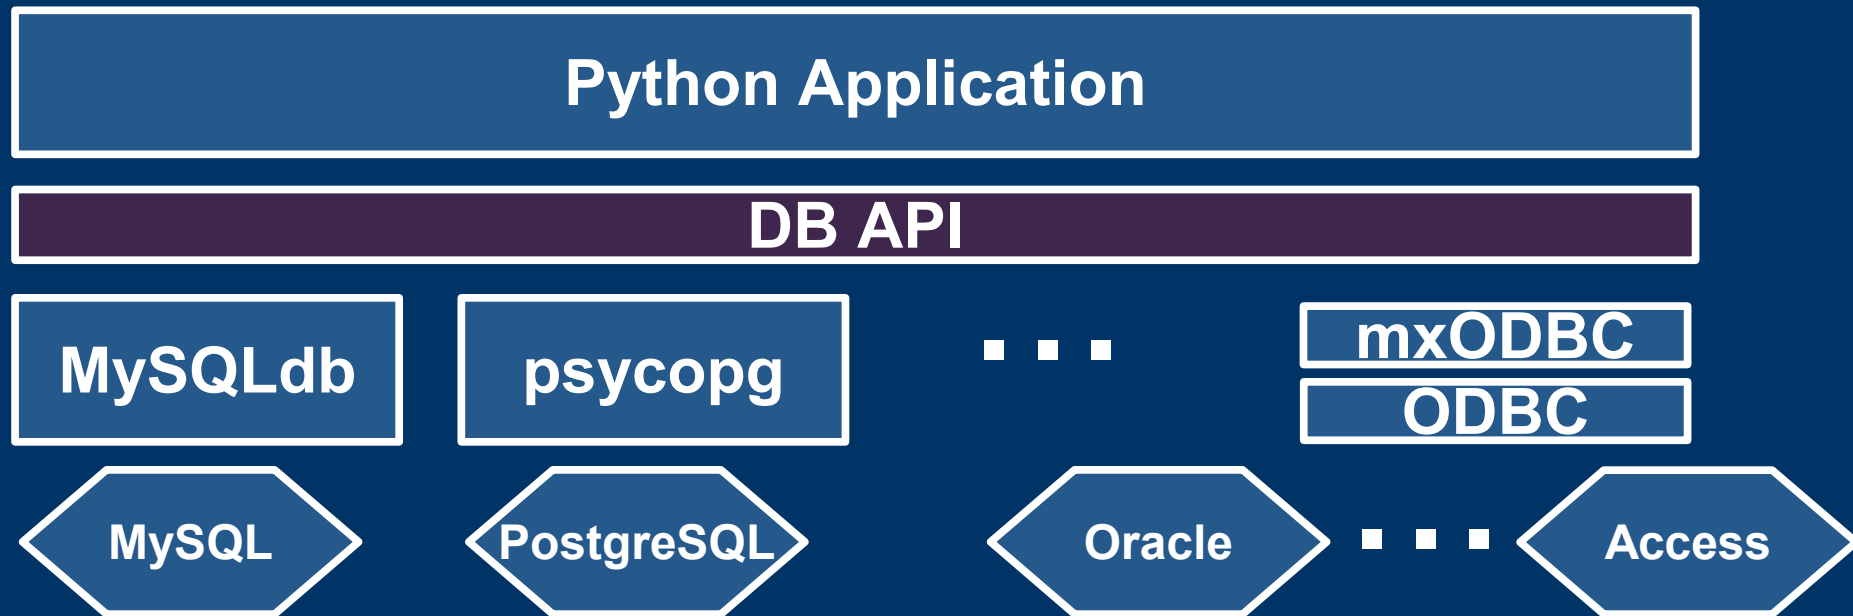 Python Application
DB API
MySQLdb
psycopg
...
mxODBC
ODBC
MySQL
PostgreSQL
Oracle
...
Access